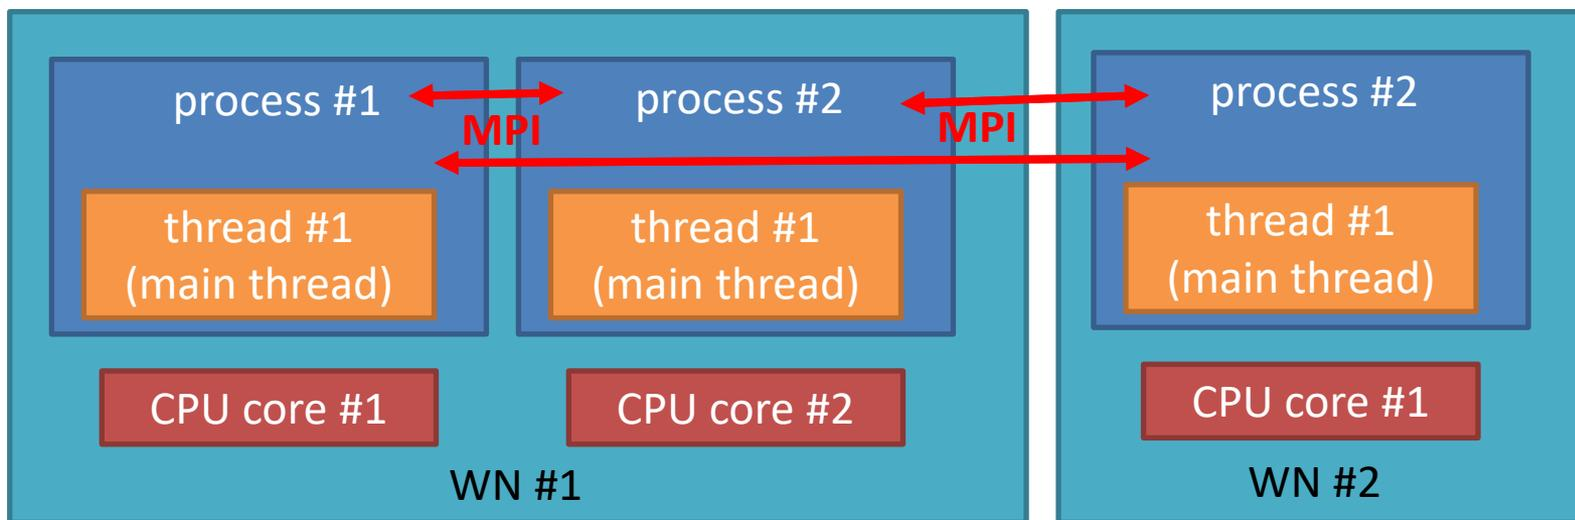 process #1
process #2
process #2
MPI
MPI
thread #1
(main thread)
thread #1
(main thread)
thread #1
(main thread)
CPU core #1
CPU core #2
CPU core #1
WN #1
WN #2